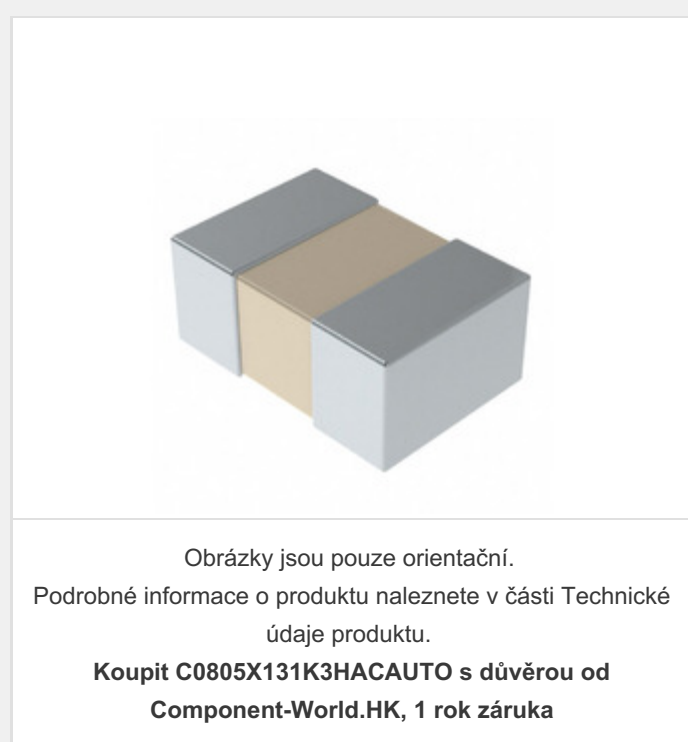 Obrázky jsou pouze orientační.
Podrobné informace o produktu naleznete v části Technické
údaje produktu.
Koupit C0805X131K3HACAUTO s důvěrou od
Component-World.HK, 1 rok záruka